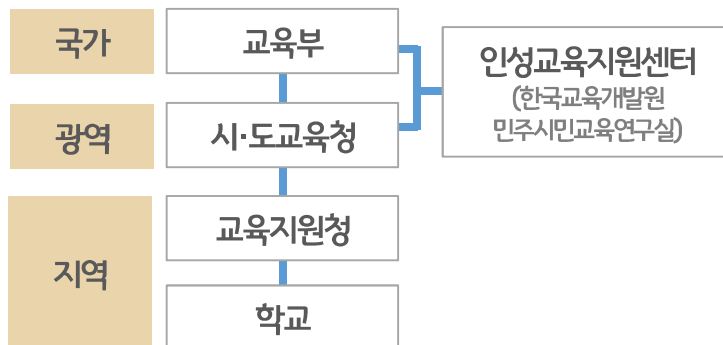 국가
교육부
인성교육지원센터
(한국교육개발원
민주시민교육연구실)
광역
시·도교육청
지역
교육지원청
학교